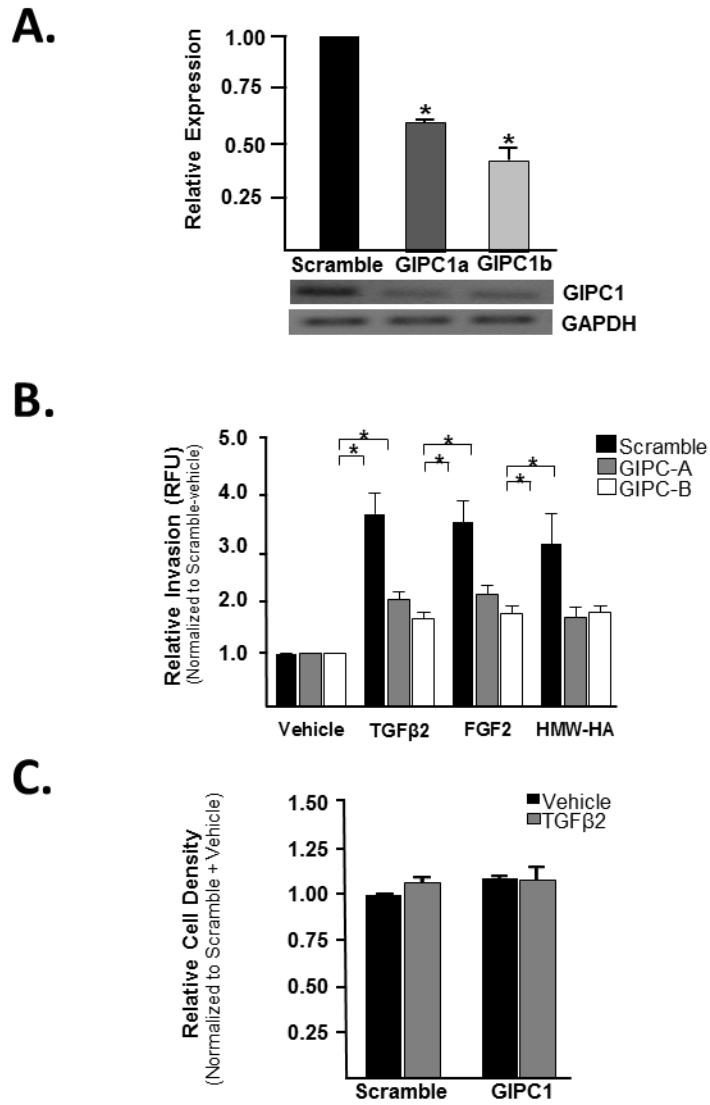 A.
Relative Expression
1.00
0.75
0.50
0.25
* *
Scramble GIPC1a GIPC1b
GIPC1
GAPDH
B.
Relative Invasion (RFU)
(Normalized to Scramble-vehicle)
5.0
4.0
3.0
2.0
1.0
* * * * * *
Scramble
GIPC-A
GIPC-B
Vehicle TGFβ2 FGF2 HMW-HA
C.
Relative Cell Density
(Normalized to Scramble + Vehicle)
1.50
1.25
1.00
0.75
0.50
0.25
Vehicle
TGFβ2
Scramble GIPC1